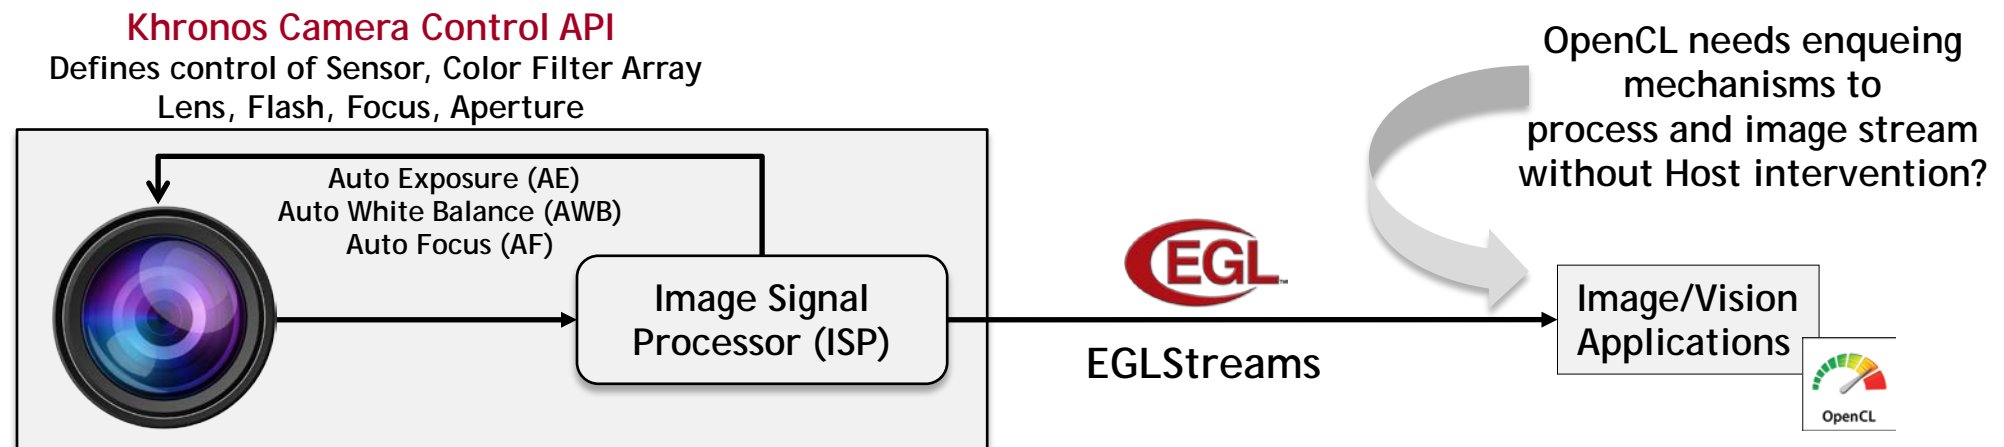 Khronos Camera Control API
Defines control of Sensor, Color Filter Array
Lens, Flash, Focus, Aperture
Auto Exposure (AE)
Auto White Balance (AWB)
Auto Focus (AF)
Image Signal
Processor (ISP)
EGL
EGLStreams
OpenCL needs enqueing
mechanisms to
process and image stream
without Host intervention?
Image/Vision
Applications
OpenCL